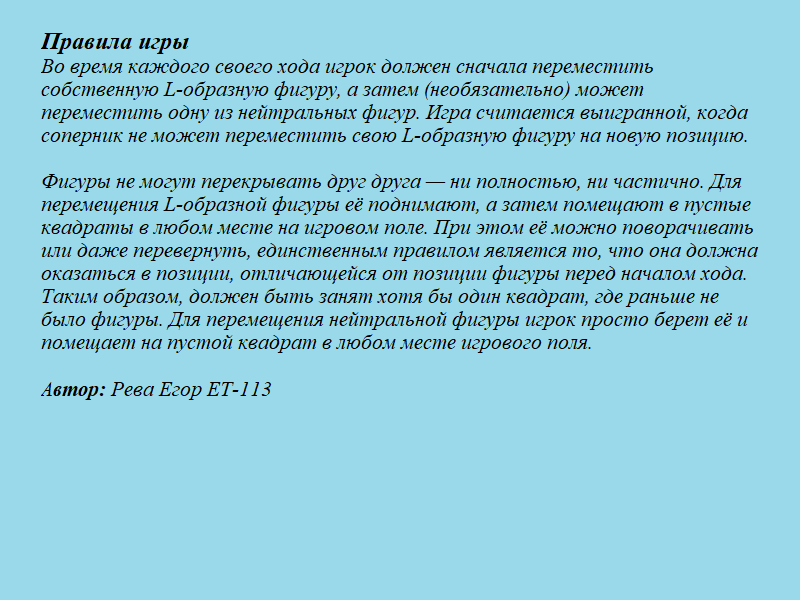 Правила игры
Во время каждого своего хода игрок должен сначала переместить
собственную L-образную фигуру, а затем (необязательно) может
переместить одну из нейтральных фигур. Игра считается выигранной, когда
соперник не может переместить свою L-образную фигуру на новую позицию.
Фигуры не могут перекрывать друг друга — ни полностью, ни частично. Для
перемещения L-образной фигуры её поднимают, а затем помещают в пустые
квадраты в любом месте на игровом поле. При этом её можно поворачивать
или даже перевернуть, единственным правилом является то, что она должна
оказаться в позиции, отличающейся от позиции фигуры перед началом хода.
Таким образом, должен быть занят хотя бы один квадрат, где раньше не
было фигуры. Для перемещения нейтральной фигуры игрок просто берет её и
помещает на пустой квадрат в любом месте игрового поля.
Автор: Рева Егор ЕТ-113